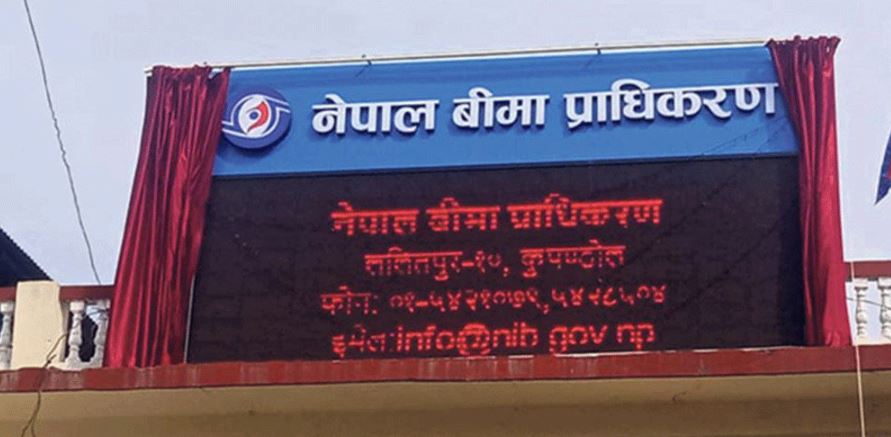 नेपाल बीमा प्राधिकरण
नेपाल बीमा प्राधिकरण
ललितपुर-१०, कुपण्डोल
फोन: ०१-५४२१०७९,५४२८५०४
इमेल:info@nib gov np